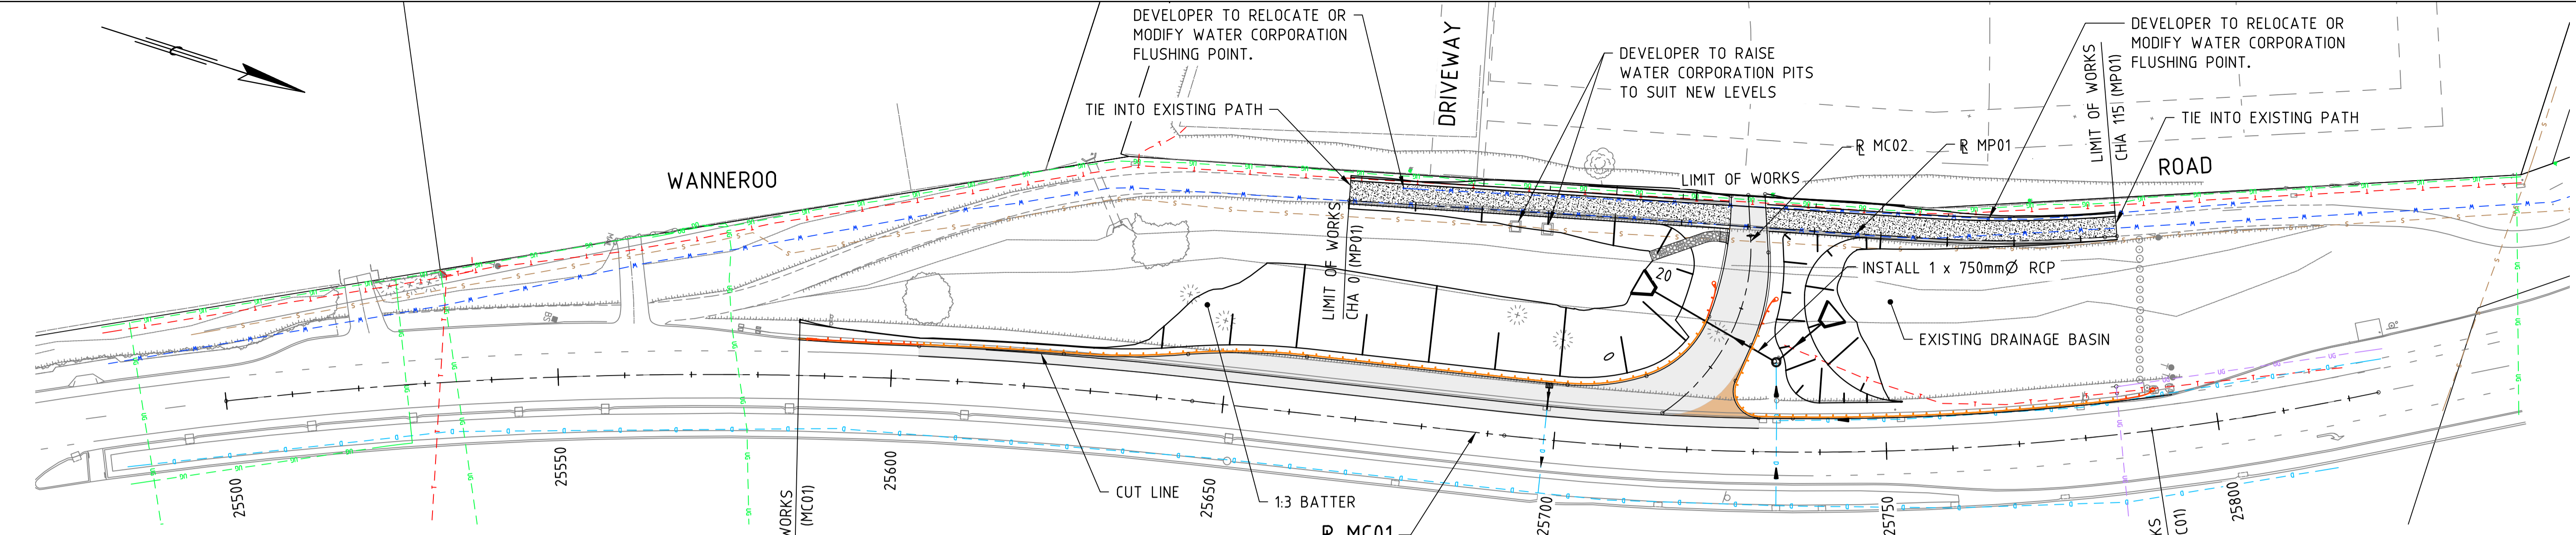 DEVELOPER TO RELOCATE OR
MODIFY WATER CORPORATION
FLUSHING POINT.
DRIVEWAY
DEVELOPER TO RAISE
WATER CORPORATION PITS
TO SUIT NEW LEVELS
LIMIT OF WORKS
CHA 115 (MP01)
DEVELOPER TO RELOCATE OR
MODIFY WATER CORPORATION
FLUSHING POINT.
TIE INTO EXISTING PATH
TIE INTO EXISTING PATH
WANNEROO
LIMIT OF WORKS
MC02
MP01
ROAD
LIMIT OF WORKS
CHA 0 (MP01)
20
0
INSTALL 1 x 750mmØ RCP
EXISTING DRAINAGE BASIN
CUT LINE
1:3 BATTER
MC01
WORKS
(MC01)
25500
25550
25600
25650
25700
25750
25800
KS
C01)